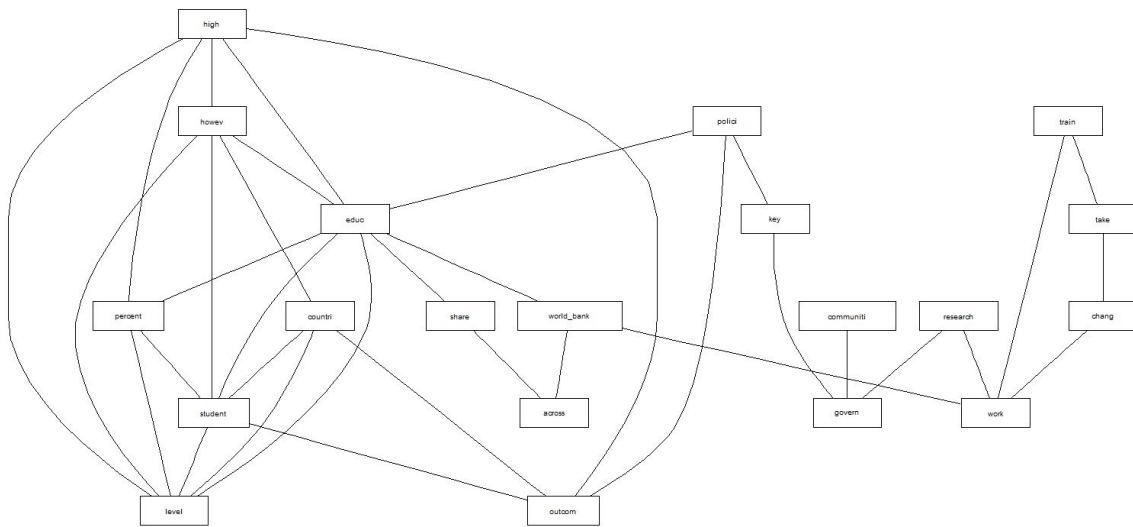 high
howev
polici
train
educ
key
take
percent
countri
share
world_bank
communiti
research
chang
student
across
govern
work
level
outcom